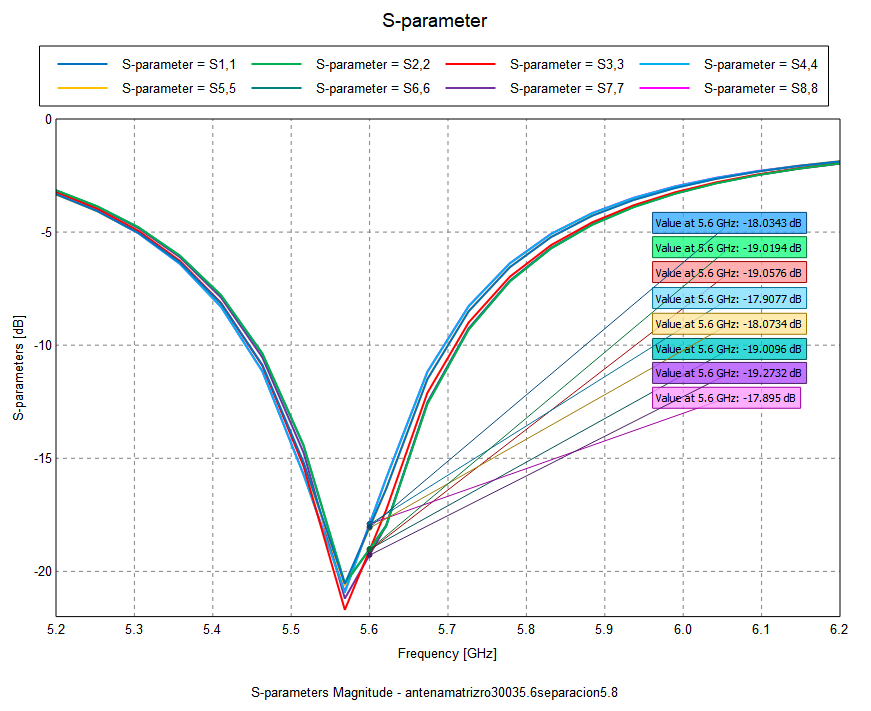 S-parameter
S-parameter = S1,1 S-parameter = S2,2 S-parameter = S3,3 S-parameter = S4,4
S-parameter = S5,5 S-parameter = S6,6 S-parameter = S7,7 S-parameter = S8,8
0
-5
-10
-15
-20
S-parameters [dB]
Value at 5.6 GHz: -18.0343 dB
Value at 5.6 GHz: -19.0194 dB
Value at 5.6 GHz: -19.0576 dB
Value at 5.6 GHz: -17.9077 dB
Value at 5.6 GHz: -18.0734 dB
Value at 5.6 GHz: -19.0096 dB
Value at 5.6 GHz: -19.2732 dB
Value at 5.6 GHz: -17.895 dB
5.2 5.3 5.4 5.5 5.6 5.7 5.8 5.9 6.0 6.1 6.2
Frequency [GHz]
S-parameters Magnitude - antenamatrizro30035.6separacion5.8